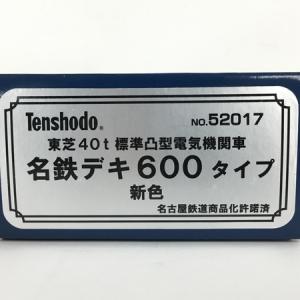 Tenshodo® NO.52017
東芝40t標準凸型電気機関車
名鉄デキ600タイプ
新色
名古屋鉄道商品化許諾済